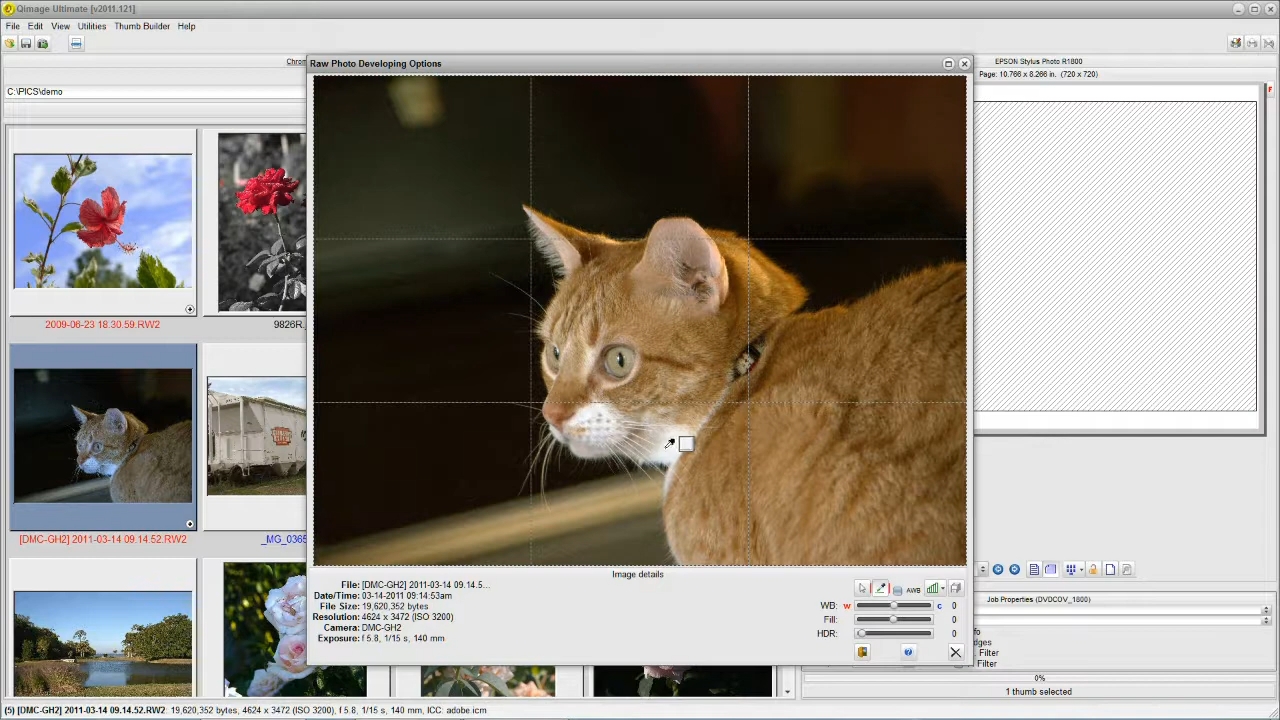 Qimage Ultimate [v2011.121]
File Edit View Utilities Thumb Builder Help
Chrom
C:\PICS\demo
2009-06-23 18.30.59.RW2
9826R.
[DMC-GH2] 2011-03-14 09.14.52.RW2
_MG_0365
Raw Photo Developing Options
Image details
File: [DMC-GH2] 2011-03-14 09.14.5...
Date/Time: 03-14-2011 09:14:53am
File Size: 19,620,352 bytes
Resolution: 4624 x 3472 (ISO 3200)
Camera: DMC-GH2
Exposure: f 5.8, 1/15 s, 140 mm
AWB
WB: W C 0
Fill: 0
HDR: 0
EPSON Stylus Photo R1800
Page: 10.766 x 8.266 in. (720 x 720)
F
Job Properties (DVDCOV_1800)
fo
dges
Filter
Filter
0%
1 thumb selected
(5) [DMC-GH2] 2011-03-14 09.14.52.RW2 19,620,352 bytes, 4624 x 3472 (ISO 3200), f 5.8, 1/15 s, 140 mm, ICC: adobe.icm